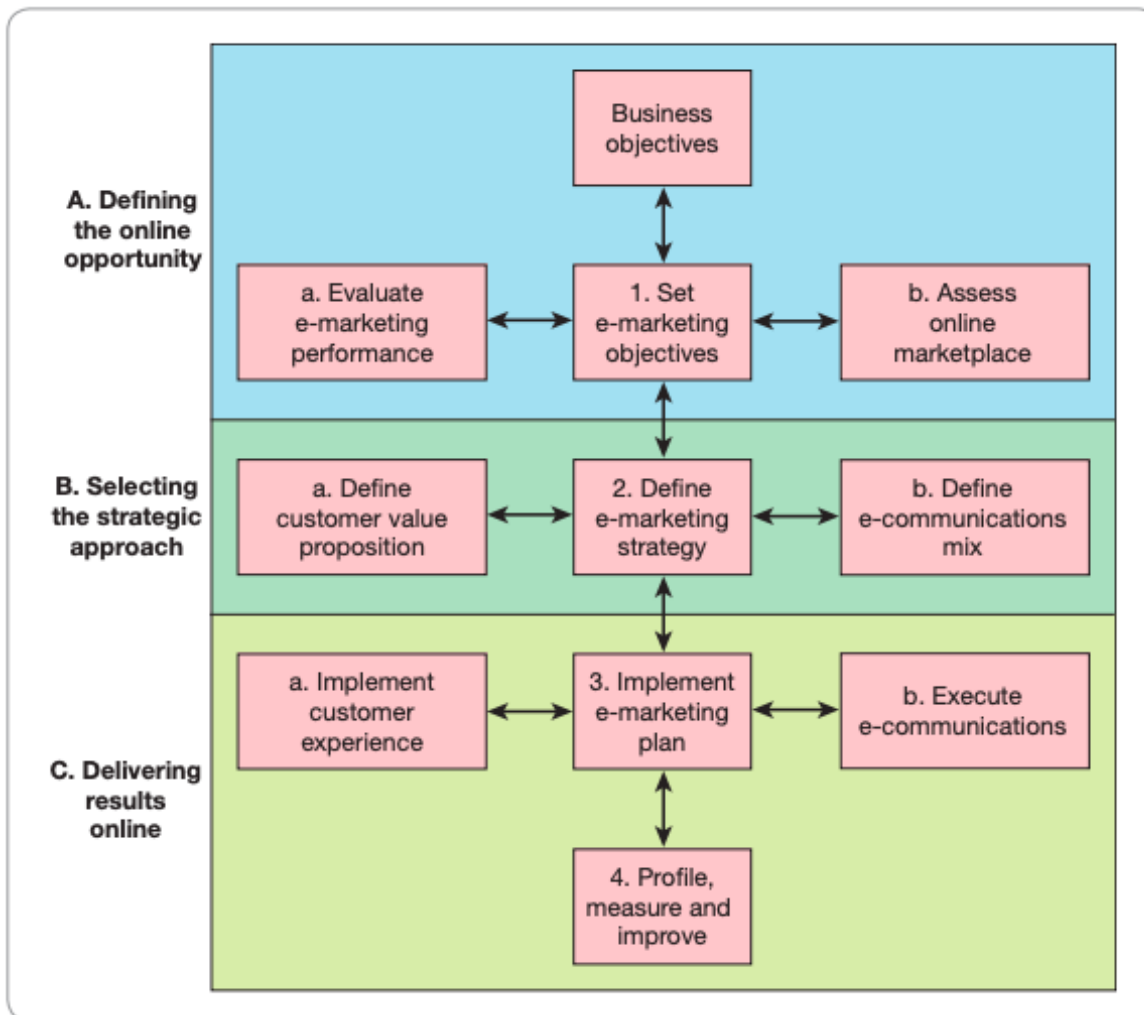 Business
objectives
A. Defining
the online
opportunity
a. Evaluate
e-marketing
performance
1. Set
e-marketing
objectives
b. Assess
online
marketplace
B. Selecting
the strategic
approach
a. Define
customer value
proposition
2. Define
e-marketing
strategy
b. Define
e-communications
mix
C. Delivering
results
online
a. Implement
customer
experience
3. Implement
e-marketing
plan
b. Execute
e-communications
4. Profile,
measure and
improve